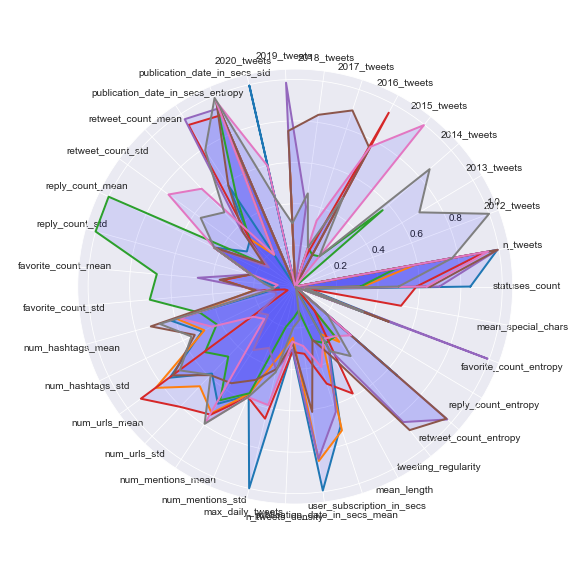 2019_tweets
2018_tweets
2020_tweets
2017_tweets
publication_date_in_secs_std
2016_tweets
publication_date_in_secs_entropy
2015_tweets
retweet_count_mean
2014_tweets
retweet_count_std
2013_tweets
reply_count_mean
1.0
2012_tweets
0.8
reply_count_std
0.6
n_tweets
0.4
favorite_count_mean
0.2
statuses_count
favorite_count_std
mean_special_chars
num_hashtags_mean
favorite_count_entropy
num_hashtags_std
reply_count_entropy
num_urls_mean
retweet_count_entropy
num_urls_std
tweeting_regularity
num_mentions_mean
mean_length
num_mentions_std
user_subscription_in_secs
max_daily_tweets
publication_date_in_secs_mean
n_tweets_density